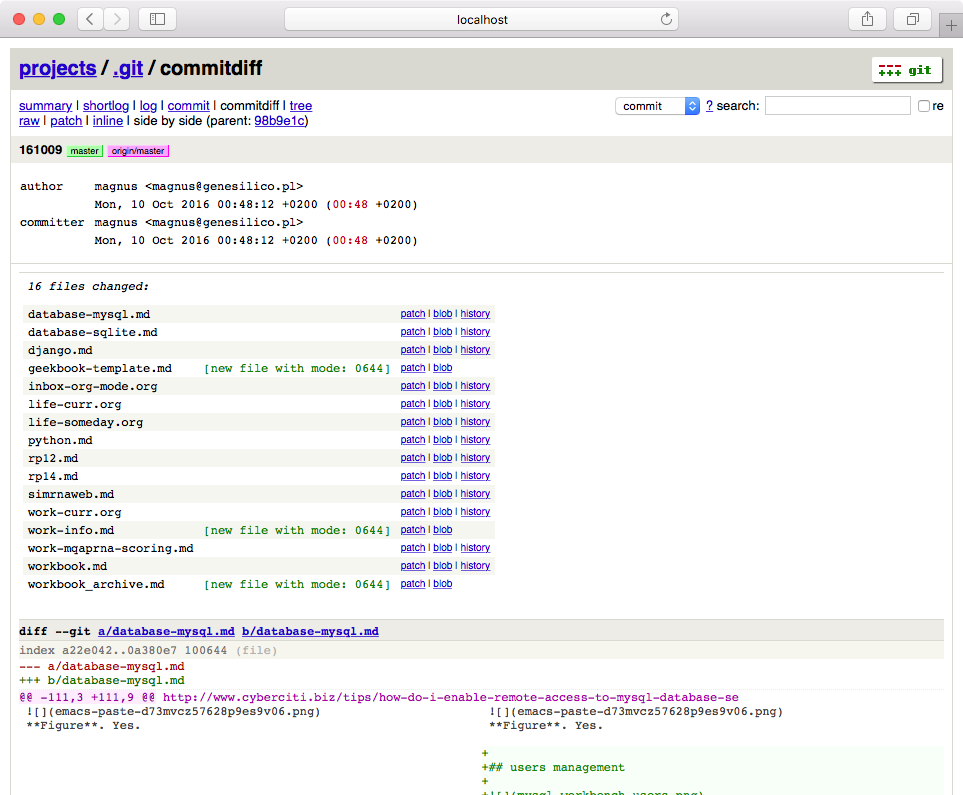 localhost
projects / .git / commitdiff
git
summary | shortlog | log | commit | commitdiff | tree
commit ? search: re
raw | patch | inline | side by side (parent: 98b9e1c)
161009 master origin/master
author magnus <magnus@genesilico.pl>
Mon, 10 Oct 2016 00:48:12 +0200 (00:48 +0200)
committer magnus <magnus@genesilico.pl>
Mon, 10 Oct 2016 00:48:12 +0200 (00:48 +0200)
16 files changed:
database-mysql.md patch | blob | history
database-sqlite.md patch | blob | history
django.md patch | blob | history
geekbook-template.md [new file with mode: 0644] patch | blob
inbox-org-mode.org patch | blob | history
life-curr.org patch | blob | history
life-someday.org patch | blob | history
python.md patch | blob | history
rp12.md patch | blob | history
rp14.md patch | blob | history
simrnaweb.md patch | blob | history
work-curr.org patch | blob | history
work-info.md [new file with mode: 0644] patch | blob
work-mqaprna-scoring.md patch | blob | history
workbook.md patch | blob | history
workbook_archive.md [new file with mode: 0644] patch | blob
diff --git a/database-mysql.md b/database-mysql.md
index a22e042..0a380e7 100644 (file)
--- a/database-mysql.md
+++ b/database-mysql.md
@@ -111,3 +111,9 @@ http://www.cyberciti.biz/tips/how-do-i-enable-remote-access-to-mysql-database-se
![](emacs-paste-d73mvcz57628p9es9v06.png) ![](emacs-paste-d73mvcz57628p9es9v06.png)
**Figure**. Yes. **Figure**. Yes.
+
+## users management
+
+![](mysql-workbench-users.png)